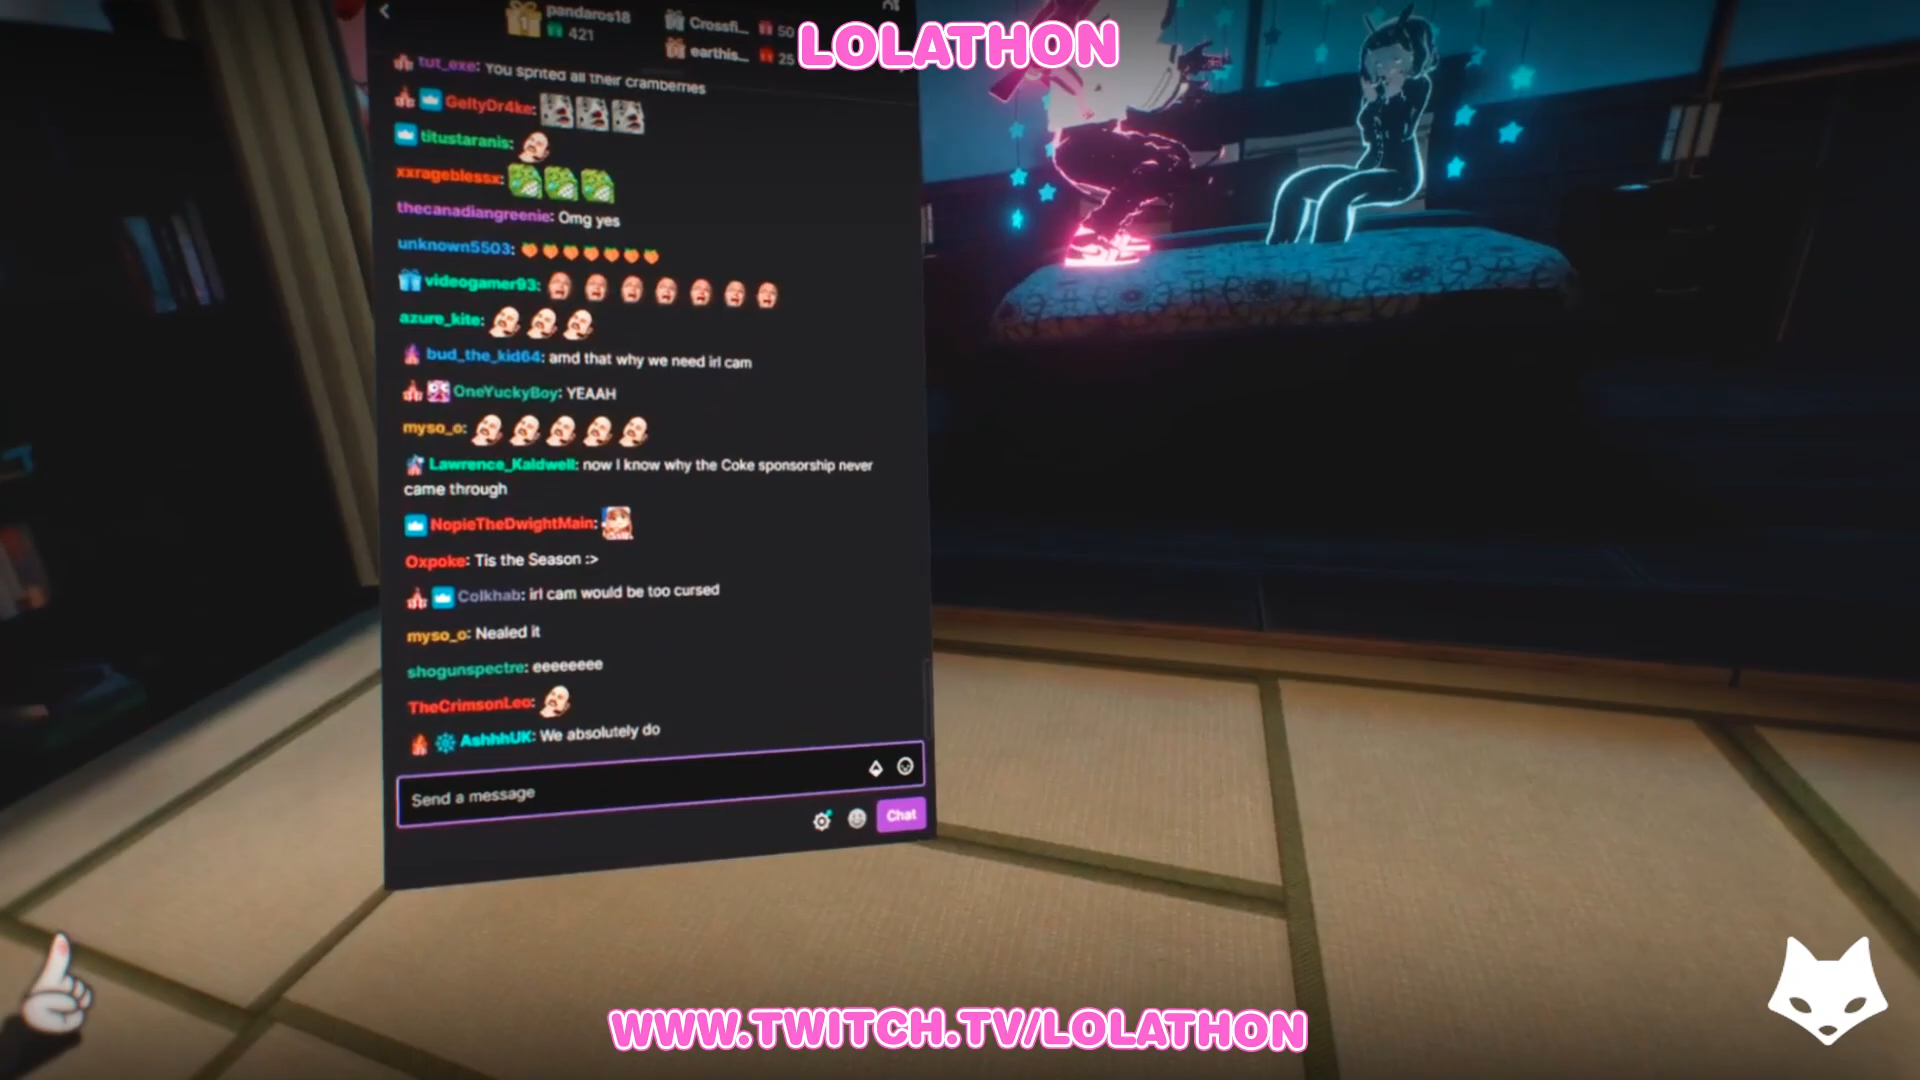 LOLATHON
pandaros18
421
Crossfi... 50
earthis... 25
tut_exe: You sprited all their cramberries
GeltyDr4ke:
titustaranis:
xxrageblessx:
thecanadiangreenie: Omg yes
unknown5503:
videogamer93:
azure_kite:
bud_the_kid64: amd that why we need irl cam
OneYuckyBoy: YEAAH
myso_o:
Lawrence_Kaldwell: now I know why the Coke sponsorship never
came through
NopieTheDwightMain:
Oxpoke: Tis the Season :>
Colkhab: irl cam would be too cursed
myso_o: Nealed it
shogunspectre: eeeeeeee
TheCrimsonLeo:
AshhhUK: We absolutely do
Send a message
Chat
WWW.TWITCH.TV/LOLATHON